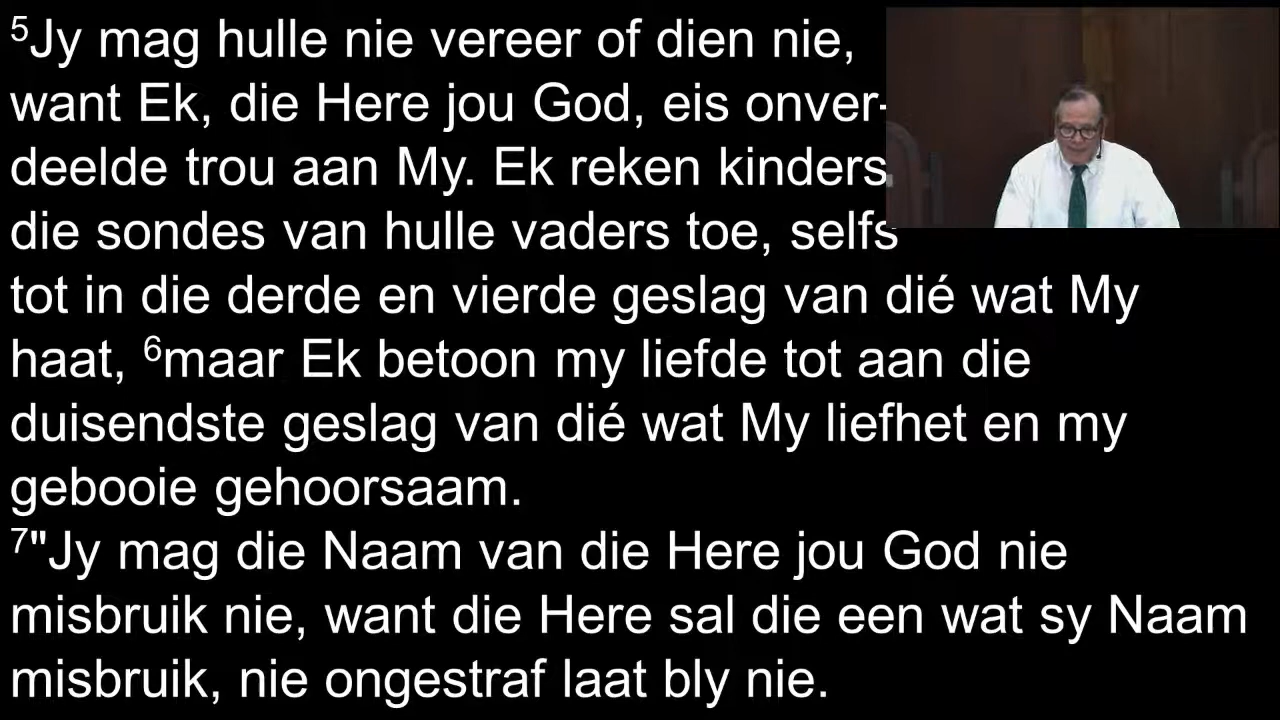 ⁵Jy mag hulle nie vereer of dien nie,
want Ek, die Here jou God, eis onver-
deelde trou aan My. Ek reken kinders
die sondes van hulle vaders toe, selfs
tot in die derde en vierde geslag van dié wat My
haat, ⁶maar Ek betoon my liefde tot aan die
duisendste geslag van dié wat My liefhet en my
gebooie gehoorsaam.
⁷"Jy mag die Naam van die Here jou God nie
misbruik nie, want die Here sal die een wat sy Naam
misbruik, nie ongestraf laat bly nie.